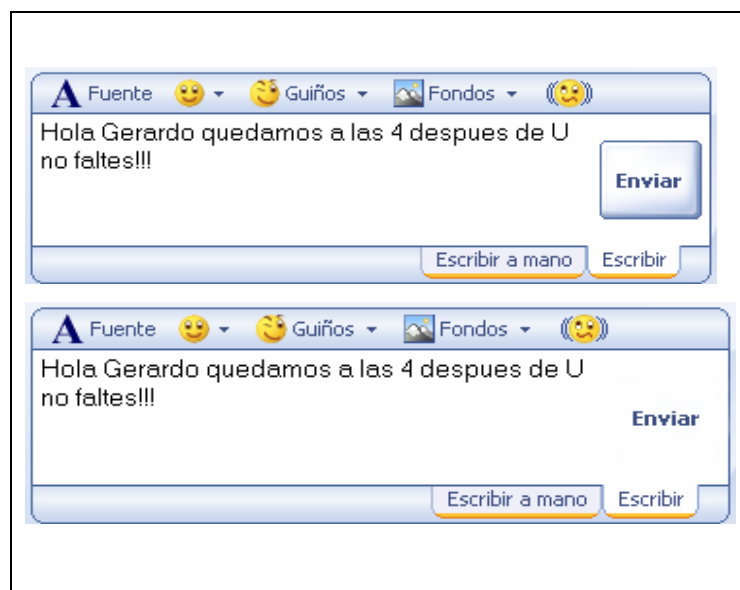 A Fuente Guiños Fondos
Hola Gerardo quedamos a las 4 despues de U
no faltes!!!
Enviar
Escribir a mano Escribir
A Fuente Guiños Fondos
Hola Gerardo quedamos a las 4 despues de U
no faltes!!!
Enviar
Escribir a mano Escribir